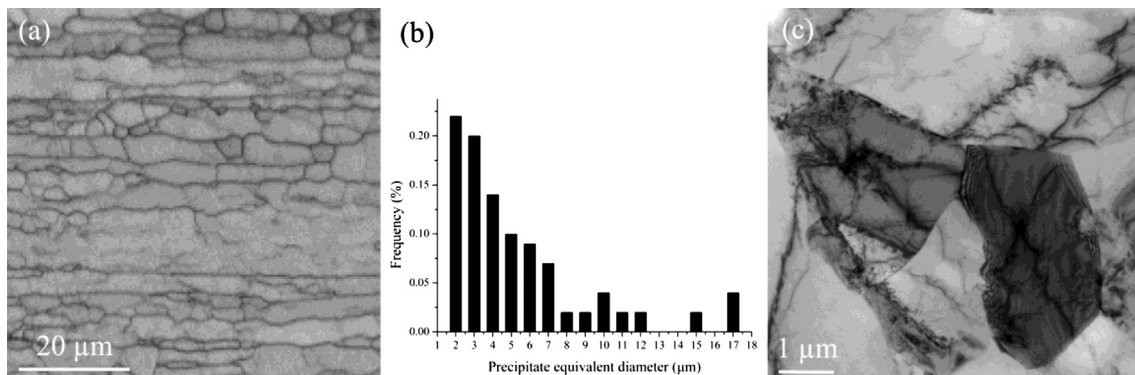 (a)
20 µm
(b)
Frequency (%)
0.20
0.15
0.10
0.05
0.00
1 2 3 4 5 6 7 8 9 10 11 12 13 14 15 16 17 18
Precipitate equivalent diameter (µm)
(c)
1 µm